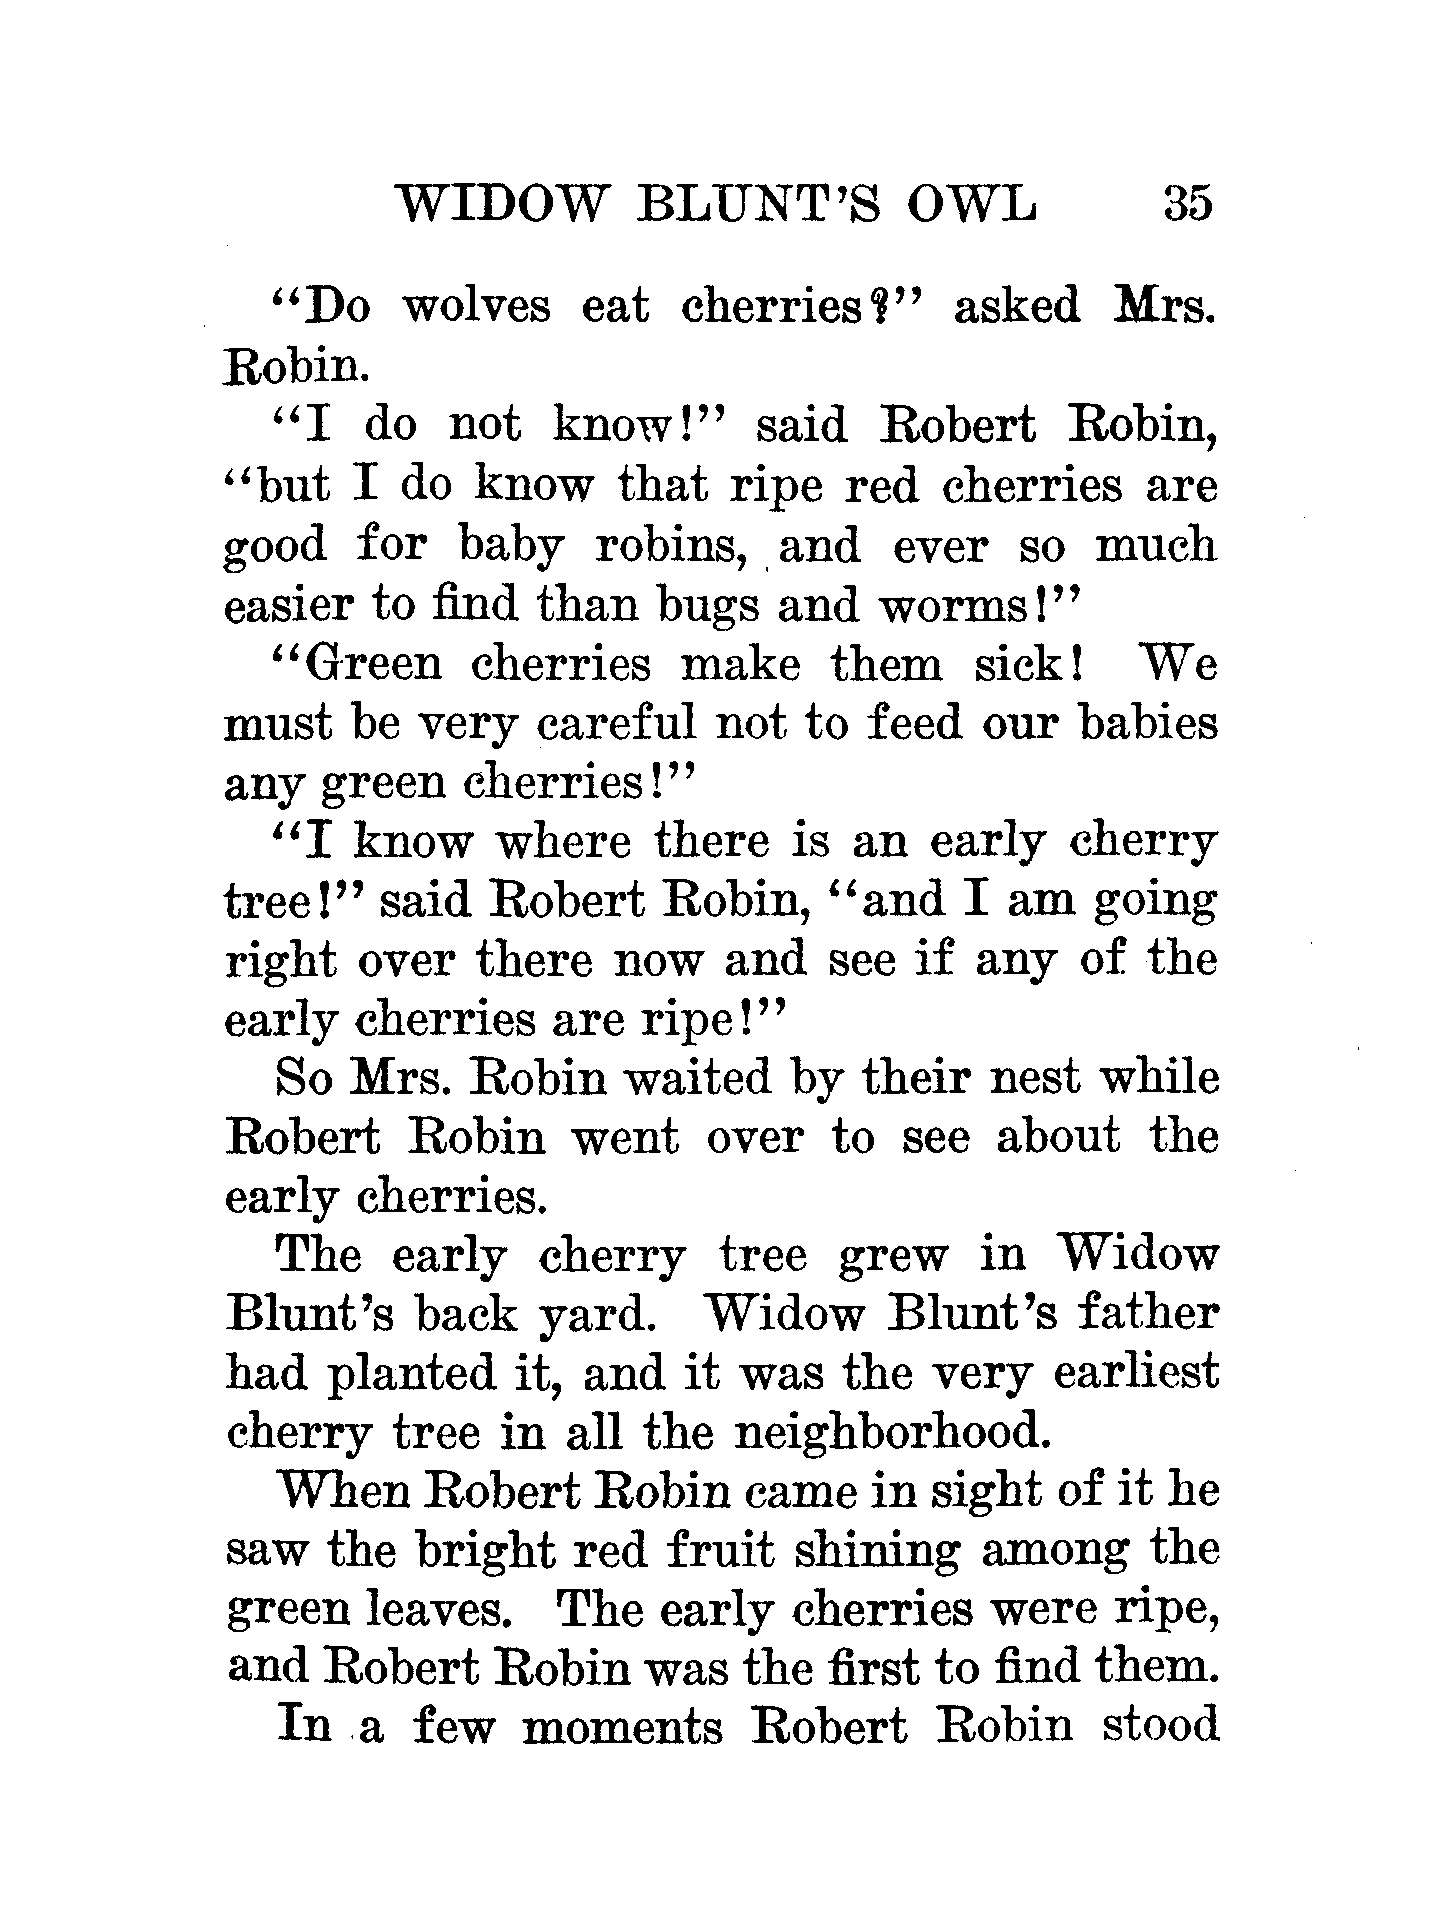 WIDOW BLUNT'S OWL 35
"Do wolves eat cherries?" asked Mrs.
Robin.
"I do not know!" said Robert Robin,
"but I do know that ripe red cherries are
good for baby robins, and ever so much
easier to find than bugs and worms!"
"Green cherries make them sick! We
must be very careful not to feed our babies
any green cherries!"
"I know where there is an early cherry
tree!" said Robert Robin, "and I am going
right over there now and see if any of the
early cherries are ripe!"
So Mrs. Robin waited by their nest while
Robert Robin went over to see about the
early cherries.
The early cherry tree grew in Widow
Blunt's back yard. Widow Blunt's father
had planted it, and it was the very earliest
cherry tree in all the neighborhood.
When Robert Robin came in sight of it he
saw the bright red fruit shining among the
green leaves. The early cherries were ripe,
and Robert Robin was the first to find them.
In a few moments Robert Robin stood